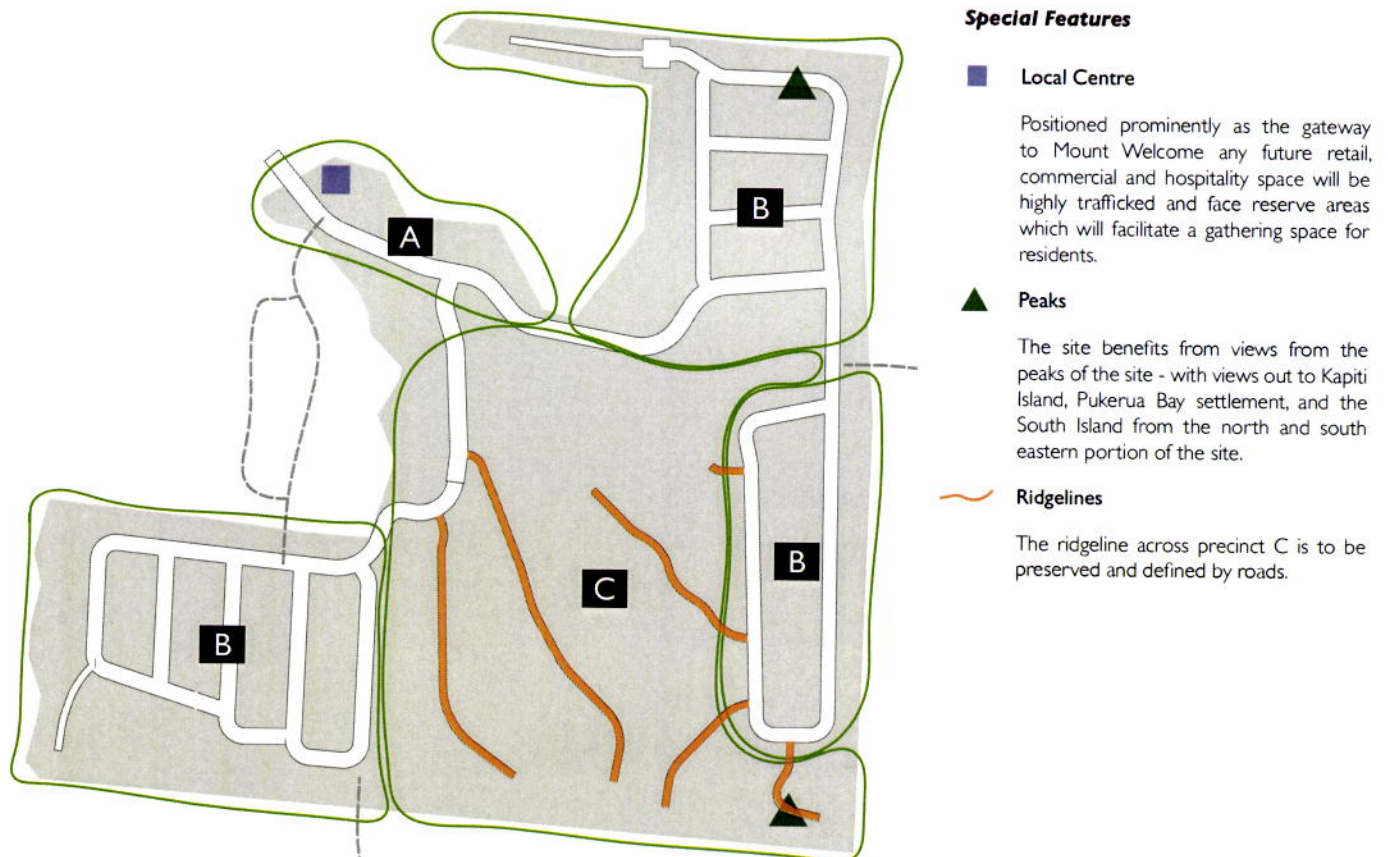 Special Features
Local Centre
Positioned prominently as the gateway
to Mount Welcome any future retail,
commercial and hospitality space will be
highly trafficked and face reserve areas
which will facilitate a gathering space for
residents.
Peaks
The site benefits from views from the
peaks of the site - with views out to Kapiti
Island, Pukerua Bay settlement, and the
South Island from the north and south
eastern portion of the site.
Ridgelines
The ridgeline across precinct C is to be
preserved and defined by roads.
A
B
B
C
B